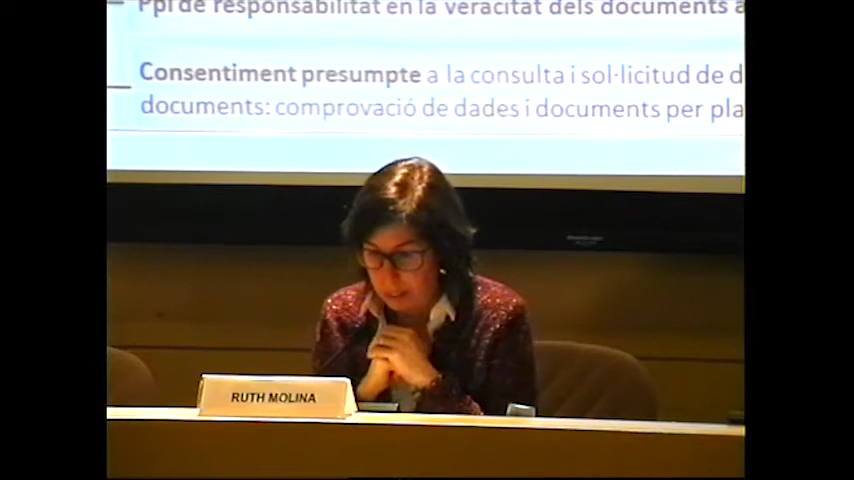 Ppi de responsabilitat en la veracitat dels documents a
Consentiment presumpte a la consulta i sol·licitud de d
documents: comprovació de dades i documents per pla
RUTH MOLINA